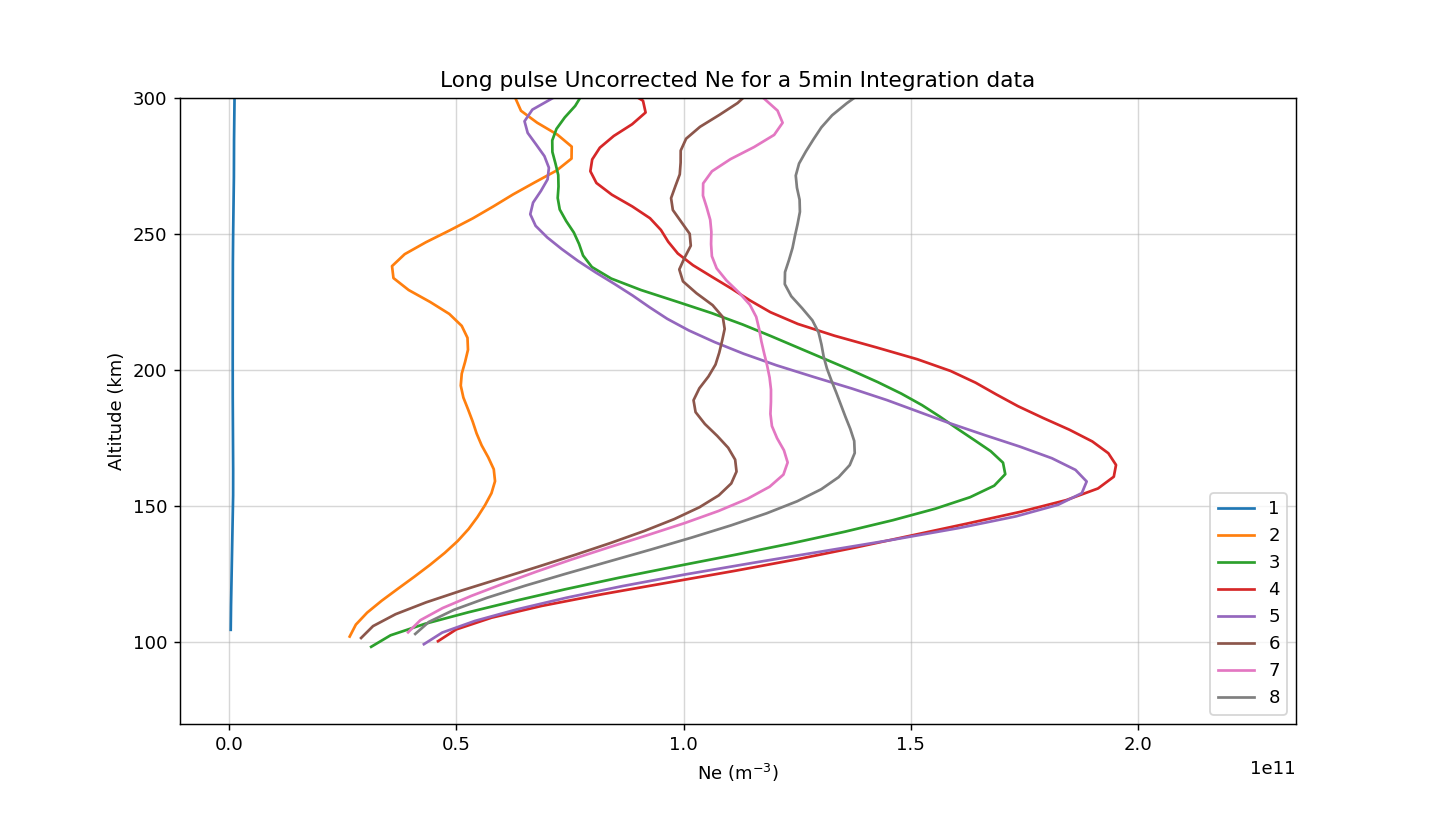 Long pulse Uncorrected Ne for a 5min Integration data
300
250
200
150
100
Altitude (km)
0.0 0.5 1.0 1.5 2.0
1e11
Ne (m⁻³)
1
2
3
4
5
6
7
8